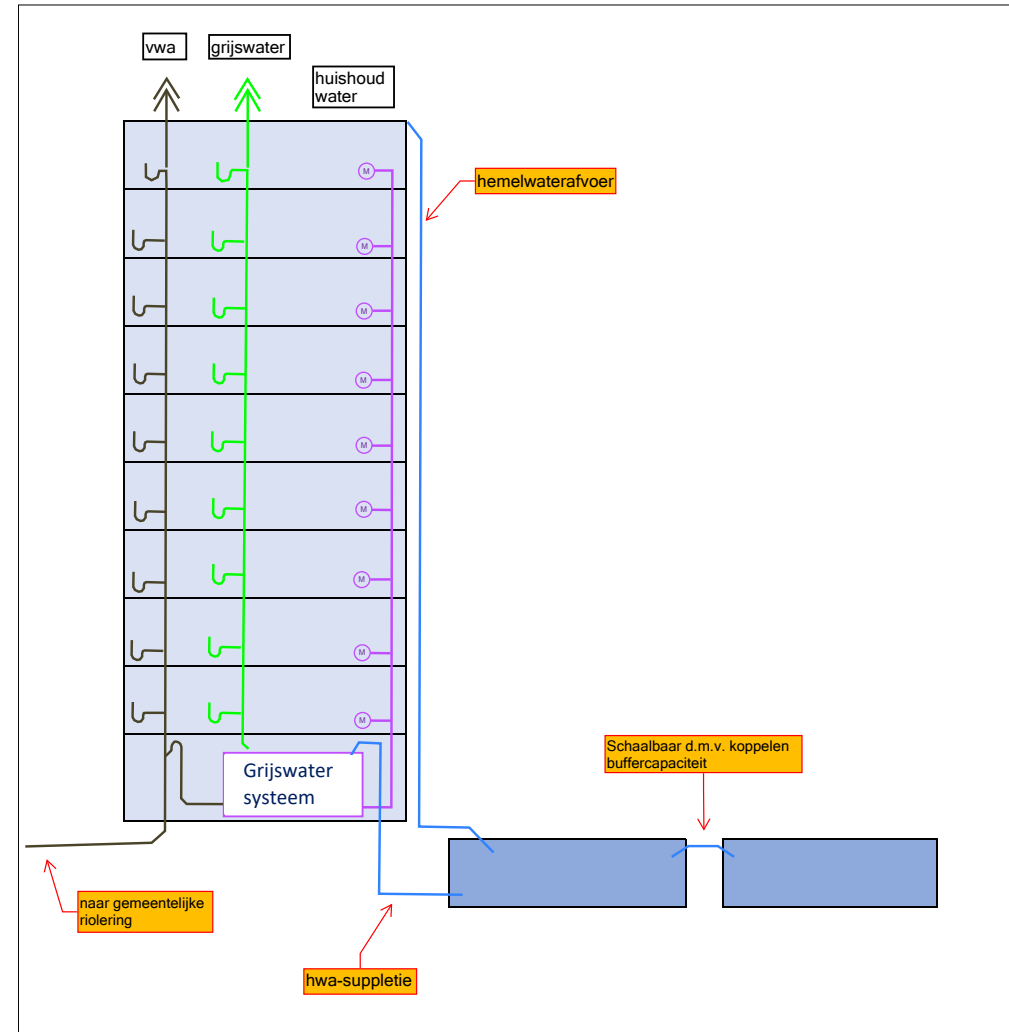 vwa
grijswater
huishoud
water
hemelwaterafvoer
M
M
M
M
M
M
M
M
M
Schaalbaar d.m.v. koppelen
buffercapaciteit
Grijswater
systeem
naar gemeentelijke
riolering
hwa-suppletie